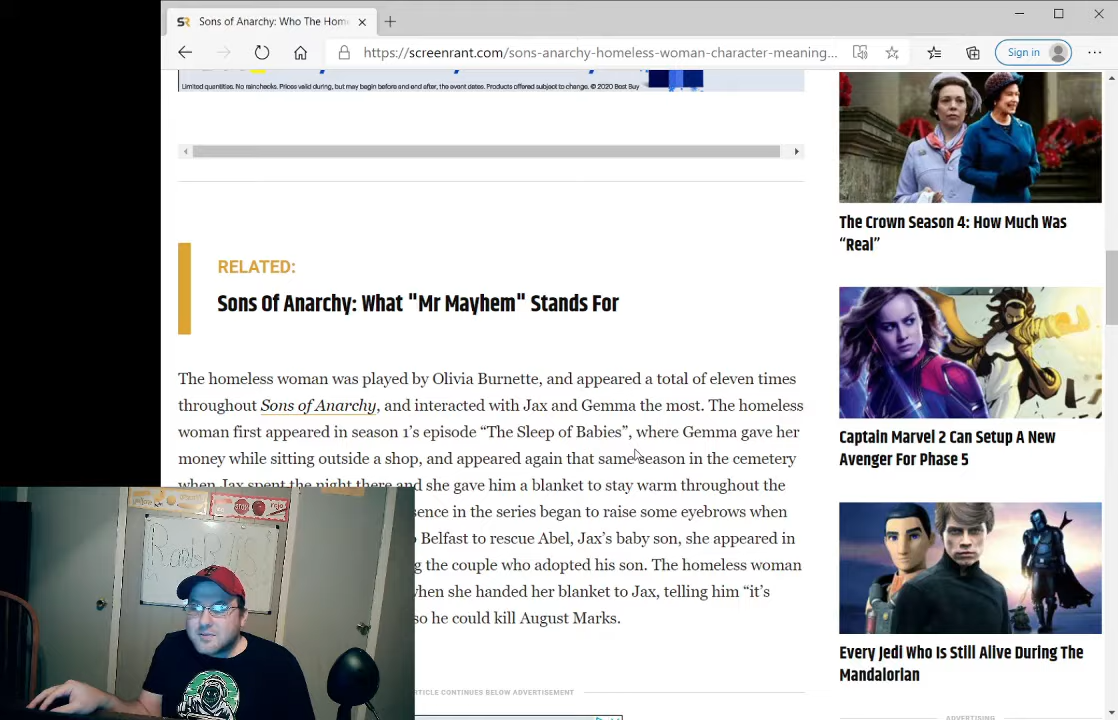 Sons of Anarchy: Who The Hom
https://screenrant.com/sons-anarchy-homeless-woman-character-meaning...
Sign in
Limited quantities. No rainchecks. Prices valid during, but may begin before and end after, the event dates. Products offered subject to change. © 2020 Best Buy
The Crown Season 4: How Much Was
“Real”
RELATED:
Sons Of Anarchy: What "Mr Mayhem" Stands For
The homeless woman was played by Olivia Burnette, and appeared a total of eleven times
throughout Sons of Anarchy, and interacted with Jax and Gemma the most. The homeless
woman first appeared in season 1’s episode “The Sleep of Babies”, where Gemma gave her
money while sitting outside a shop, and appeared again that same season in the cemetery
when Jax spent the night there and she gave him a blanket to stay warm throughout the
sence in the series began to raise some eyebrows when
Belfast to rescue Abel, Jax’s baby son, she appeared in
g the couple who adopted his son. The homeless woman
when she handed her blanket to Jax, telling him “it’s
so he could kill August Marks.
RTICLE CONTINUES BELOW ADVERTISEMENT
Captain Marvel 2 Can Setup A New
Avenger For Phase 5
Every Jedi Who Is Still Alive During The
Mandalorian
ADVERTISING